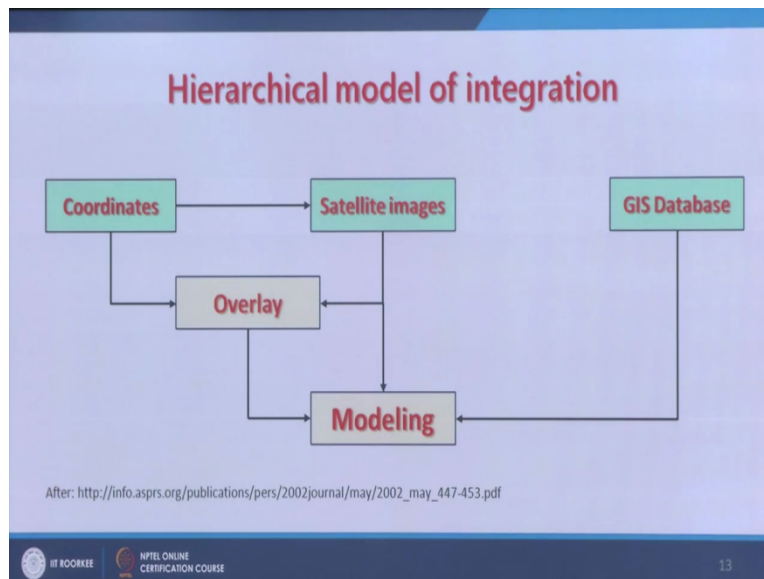 Hierarchical model of integration
Coordinates
Satellite images
GIS Database
Overlay
Modeling
After: http://info.asprs.org/publications/pers/2002journal/may/2002_may_447-453.pdf
IIT ROORKEE
NPTEL ONLINE
CERTIFICATION COURSE
13